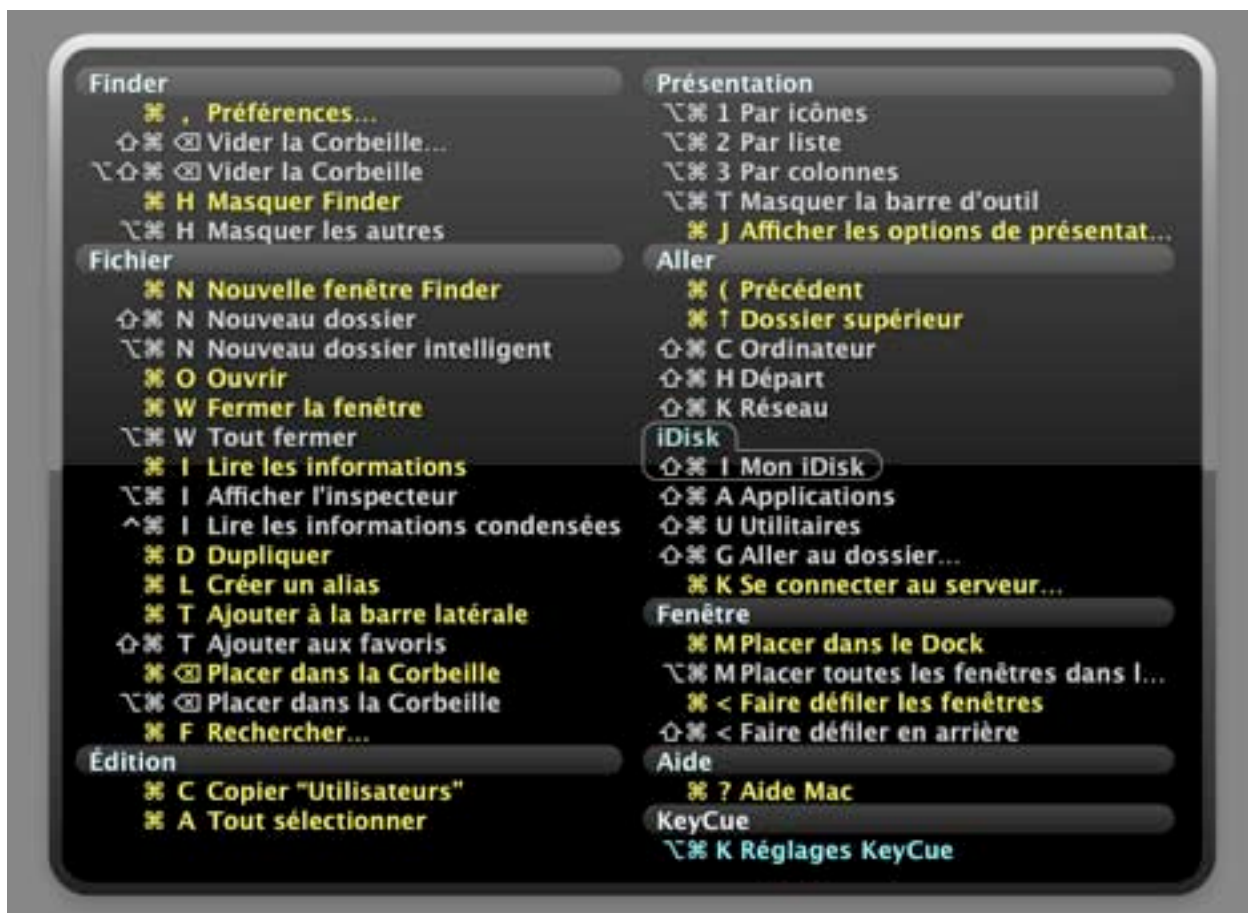 Finder
⌘ , Préférences...
⇧⌘ ⌫ Vider la Corbeille...
⌥⇧⌘ ⌫ Vider la Corbeille
⌘ H Masquer Finder
⌥⌘ H Masquer les autres
Fichier
⌘ N Nouvelle fenêtre Finder
⇧⌘ N Nouveau dossier
⌥⌘ N Nouveau dossier intelligent
⌘ O Ouvrir
⌘ W Fermer la fenêtre
⌥⌘ W Tout fermer
⌘ I Lire les informations
⌥⌘ I Afficher l'inspecteur
^⌘ I Lire les informations condensées
⌘ D Dupliquer
⌘ L Créer un alias
⌘ T Ajouter à la barre latérale
⇧⌘ T Ajouter aux favoris
⌘ ⌫ Placer dans la Corbeille
⌥⌘ ⌫ Placer dans la Corbeille
⌘ F Rechercher...
Édition
⌘ C Copier “Utilisateurs”
⌘ A Tout sélectionner
Présentation
⌥⌘ 1 Par icônes
⌥⌘ 2 Par liste
⌥⌘ 3 Par colonnes
⌥⌘ T Masquer la barre d'outil
⌘ J Afficher les options de présentat...
Aller
⌘ ( Précédent
⌘ ↑ Dossier supérieur
⇧⌘ C Ordinateur
⇧⌘ H Départ
⇧⌘ K Réseau
iDisk
⇧⌘ I Mon iDisk
⇧⌘ A Applications
⇧⌘ U Utilitaires
⇧⌘ G Aller au dossier...
⌘ K Se connecter au serveur...
Fenêtre
⌘ M Placer dans le Dock
⌥⌘ M Placer toutes les fenêtres dans l...
⌘ < Faire défiler les fenêtres
⇧⌘ < Faire défiler en arrière
Aide
⌘ ? Aide Mac
KeyCue
⌥⌘ K Réglages KeyCue